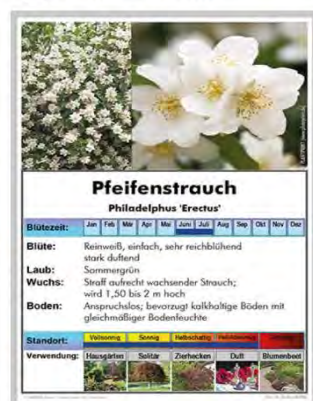 Pfeifenstrauch
Philadelphus 'Erectus'
Blütezeit: Jan Feb Mär Apr Mai Juni Juli Aug Sep Okt Nov Dez
Blüte: Reinweiß, einfach, sehr reichblühend
stark duftend
Laub: Sommergrün
Wuchs: Straff aufrecht wachsender Strauch;
wird 1,50 bis 2 m hoch
Boden: Anspruchslos; bevorzugt kalkhaltige Böden mit
gleichmäßiger Bodenfeuchte
Standort: Vollsonnig Sonnig Halbschattig
Verwendung: Hausgärten Solitär Zierhecken Duft Blumenbeet